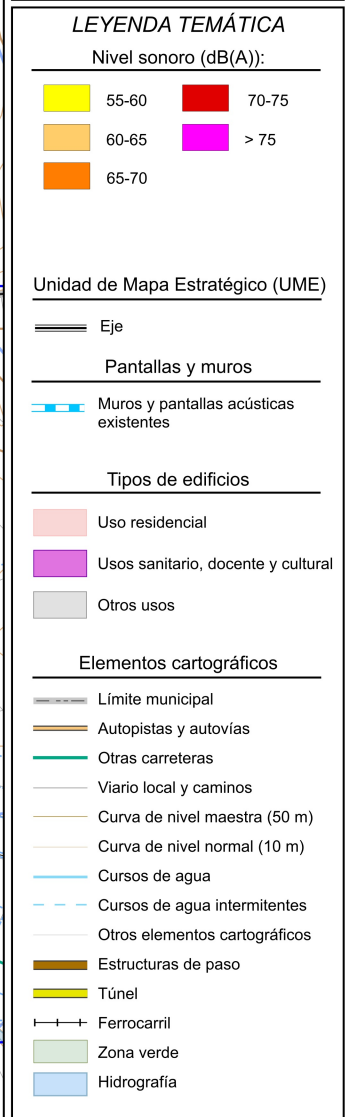 LEYENDA TEMÁTICA
Nivel sonoro (dB(A)):
55-60
70-75
60-65
> 75
65-70
Unidad de Mapa Estratégico (UME)
Eje
Pantallas y muros
Muros y pantallas acústicas
existentes
Tipos de edificios
Uso residencial
Usos sanitario, docente y cultural
Otros usos
Elementos cartográficos
Límite municipal
Autopistas y autovías
Otras carreteras
Viario local y caminos
Curva de nivel maestra (50 m)
Curva de nivel normal (10 m)
Cursos de agua
Cursos de agua intermitentes
Otros elementos cartográficos
Estructuras de paso
Túnel
Ferrocarril
Zona verde
Hidrografía